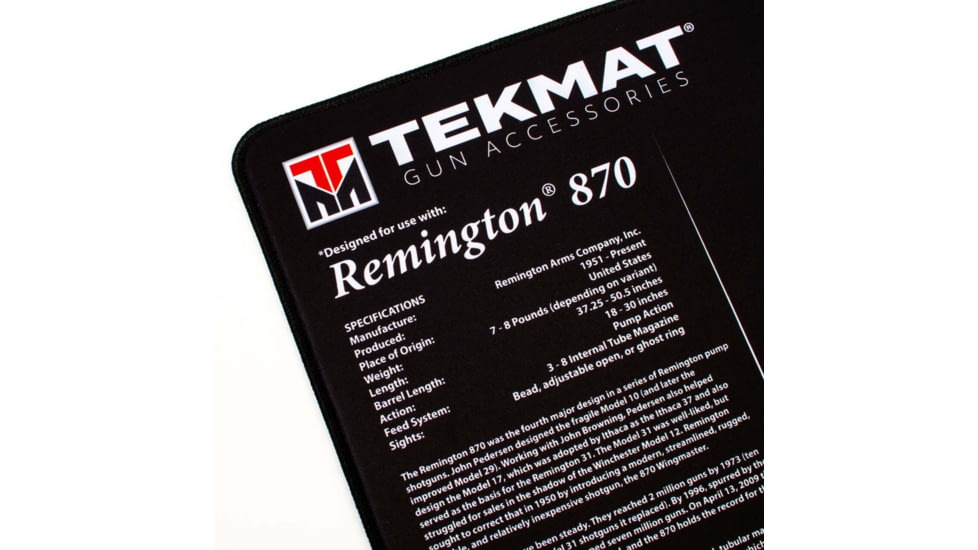 TEKMAT®
GUN ACCESSORIES
*Designed for use with:
Remington® 870
SPECIFICATIONS
Manufacture: Remington Arms Company, Inc.
Produced: 1951 - Present
Place of Origin: United States
Weight: 7 - 8 Pounds (depending on variant)
Length: 37.25 - 50.5 inches
Barrel Length: 18 - 30 inches
Action: Pump Action
Feed System: 3 - 8 Internal Tube Magazine
Sights: Bead, adjustable open, or ghost ring
The Remington 870 was the fourth major design in a series of Remington pump
shotguns. John Pedersen designed the fragile Model 10 (and later the
improved Model 29). Working with John Browning, Pedersen also helped
design the Model 17, which was adopted by Ithaca as the Ithaca 37 and also
served as the basis for the Remington 31. The Model 31 was well-liked, but
struggled for sales in the shadow of the Winchester Model 12. Remington
sought to correct that in 1950 by introducing a modern, streamlined, rugged,
and relatively inexpensive shotgun, the 870 Wingmaster.
have been steady. They reached 2 million guns by 1973 (ten
31 shotguns it replaced). By 1996, spurred by the
seven million guns. On April 13, 2009
and the 870 holds the record for
tubular